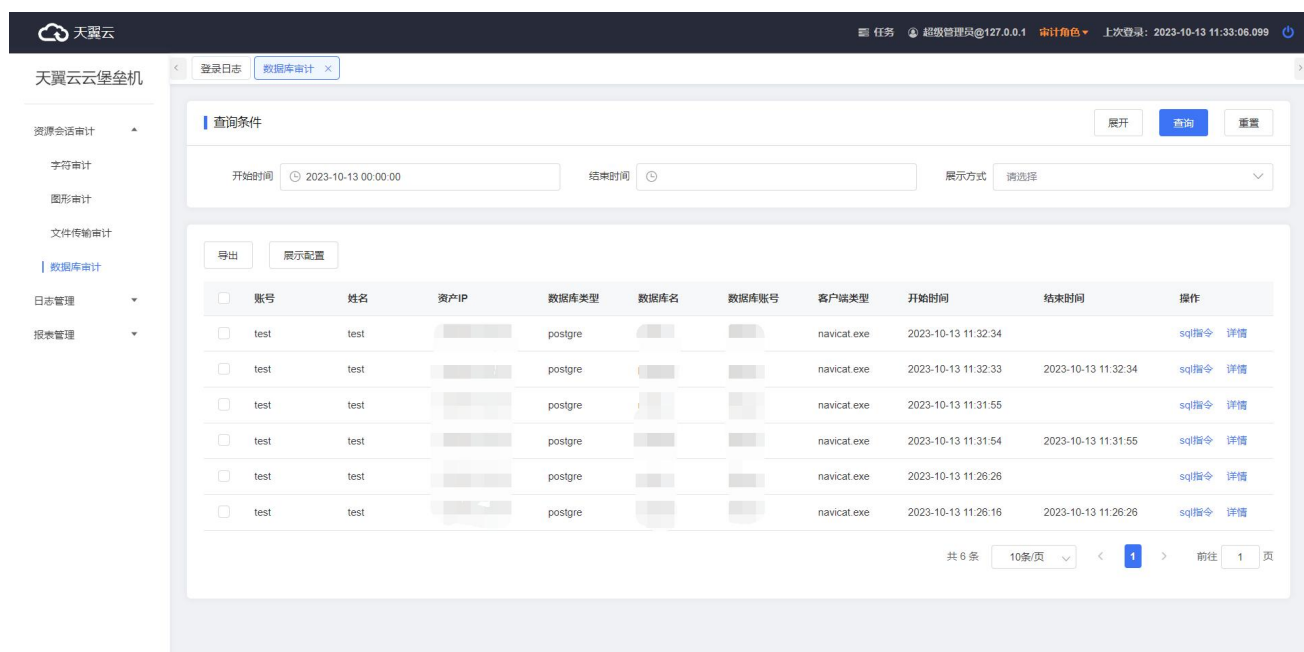 天翼云 任务 超级管理员@127.0.0.1 审计角色 上次登录：2023-10-13 11:33:06.099
天翼云云堡垒机
登录日志 数据库审计 ×
资源会话审计
字符审计
图形审计
文件传输审计
数据库审计
日志管理
报表管理
查询条件 展开 查询 重置
开始时间 2023-10-13 00:00:00 结束时间 展示方式 请选择
导出 展示配置
账号 姓名 资产IP 数据库类型 数据库名 数据库账号 客户端类型 开始时间 结束时间 操作
test test postgre navicat.exe 2023-10-13 11:32:34 sql指令 详情
test test postgre navicat.exe 2023-10-13 11:32:33 2023-10-13 11:32:34 sql指令 详情
test test postgre navicat.exe 2023-10-13 11:31:55 sql指令 详情
test test postgre navicat.exe 2023-10-13 11:31:54 2023-10-13 11:31:55 sql指令 详情
test test postgre navicat.exe 2023-10-13 11:26:26 sql指令 详情
test test postgre navicat.exe 2023-10-13 11:26:16 2023-10-13 11:26:26 sql指令 详情
共 6 条 10条/页 < 1 > 前往 1 页